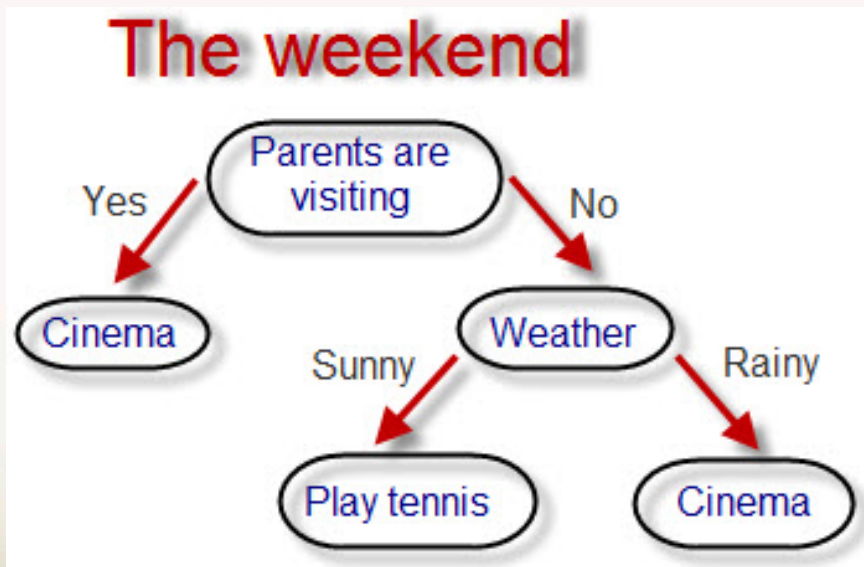 The weekend
Parents are
visiting
Yes
No
Cinema
Weather
Sunny
Rainy
Play tennis
Cinema